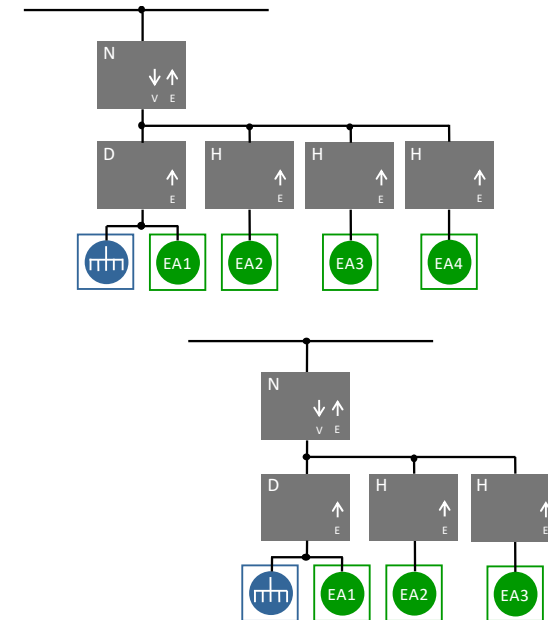 N
V E
D H H H
E E E E
EA1 EA2 EA3 EA4
N
V E
D H H
E E E
EA1 EA2 EA3